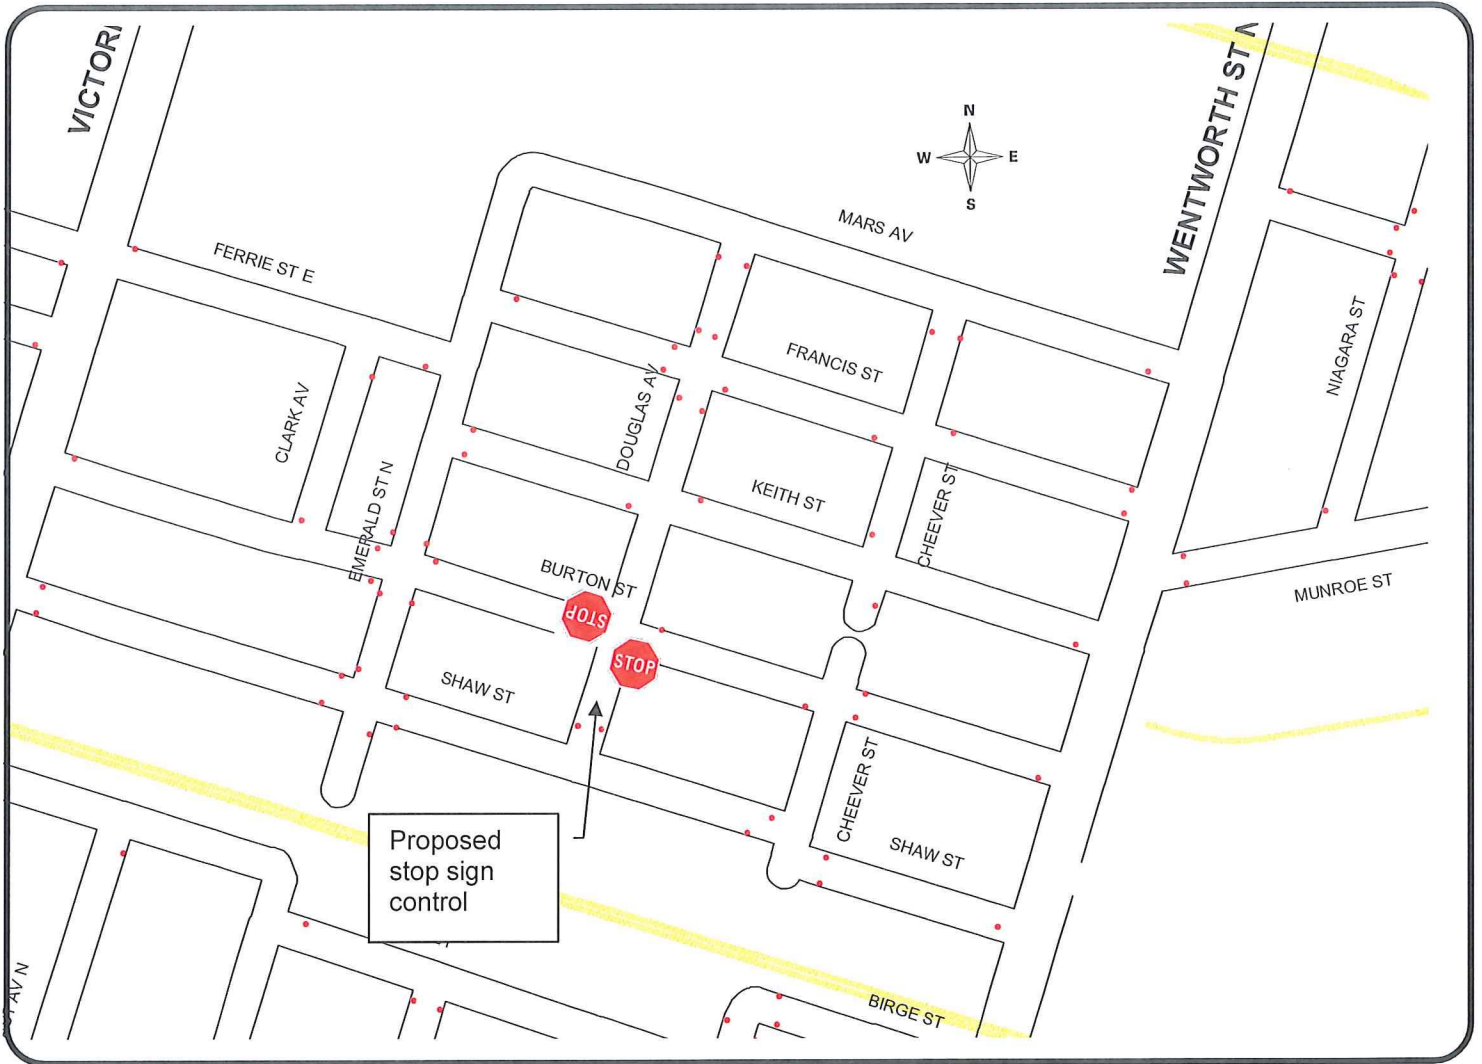 VICTORI
WENTWORTH ST N
N
W E
S
MARS AV
FERRIE ST E
NIAGARA ST
FRANCIS ST
CLARK AV
DOUGLAS AV
EMERALD ST N
KEITH ST
CHEEVER ST
BURTON ST
MUNROE ST
STOP
STOP
SHAW ST
CHEEVER ST
SHAW ST
Proposed
stop sign
control
AV N
BIRGE ST